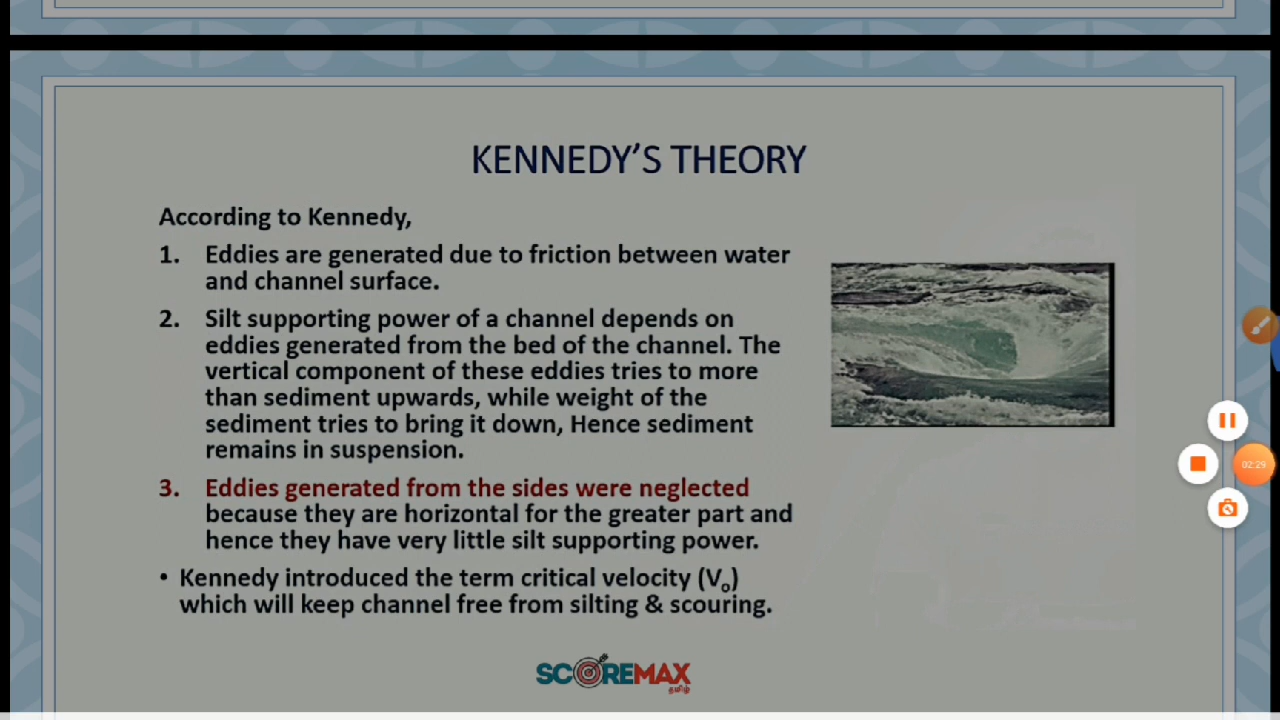 KENNEDY'S THEORY
According to Kennedy,
1. Eddies are generated due to friction between water
and channel surface.
2. Silt supporting power of a channel depends on
eddies generated from the bed of the channel. The
vertical component of these eddies tries to more
than sediment upwards, while weight of the
sediment tries to bring it down, Hence sediment
remains in suspension.
3. Eddies generated from the sides were neglected
because they are horizontal for the greater part and
hence they have very little silt supporting power.
• Kennedy introduced the term critical velocity (Vₒ)
which will keep channel free from silting & scouring.
SCOREMAX
தமிழ்
02:29